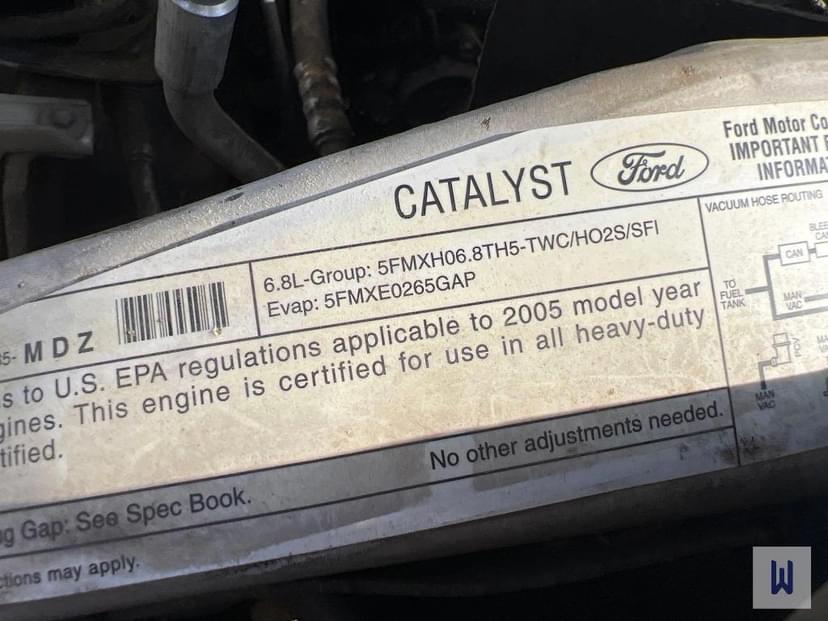 CATALYST Ford
Ford Motor Co
IMPORTANT
INFORMA
6.8L-Group: 5FMXH06.8TH5-TWC/HO2S/SFI
Evap: 5FMXE0265GAP
VACUUM HOSE ROUTING
5- MDZ
s to U.S. EPA regulations applicable to 2005 model year
gines. This engine is certified for use in all heavy-duty
tified.
No other adjustments needed.
g Gap: See Spec Book.
ctions may apply.
TO
FUEL
TANK
CAN
MAN
VAC
PCV
MAN
VAC
W